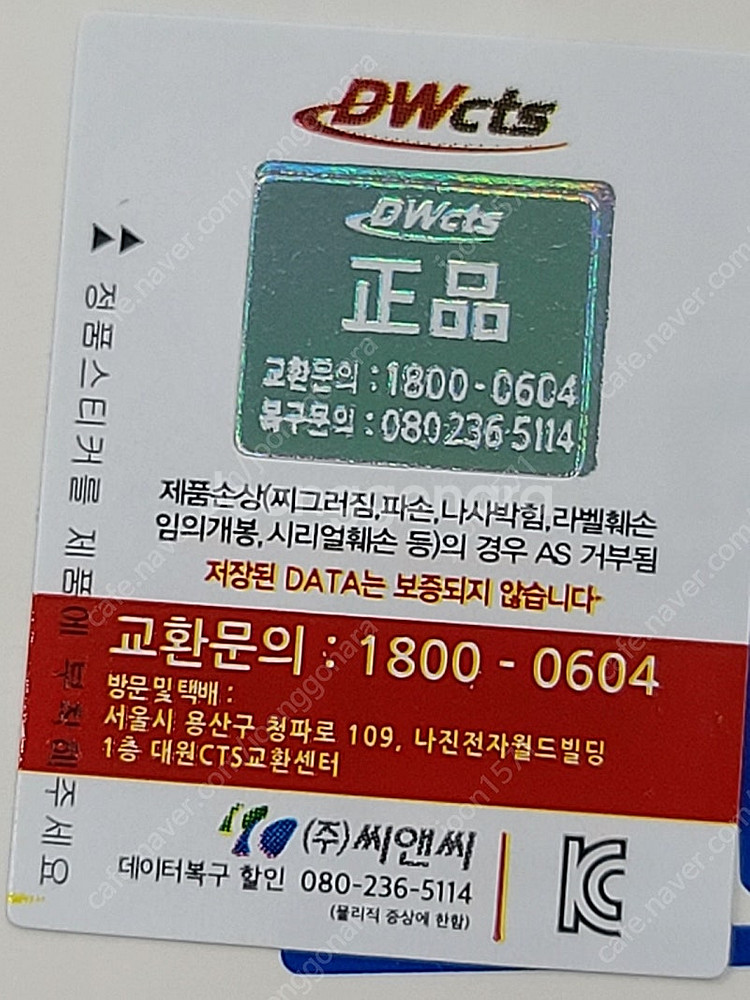 DWcts
DWcts
正品
교환문의 : 1800 - 0604
복구문의 : 080 236 5114
제품손상(찌그러짐,파손,나사박힘,라벨훼손
임의개봉,시리얼훼손 등)의 경우 AS 거부됨
저장된 DATA는 보증되지 않습니다
교환문의 : 1800 - 0604
방문및택배 :
서울시 용산구 청파로 109, 나진전자월드빌딩
1층 대원CTS교환센터
(주)씨앤씨
데이터복구 할인 080-236-5114
(물리적 증상에 한함)
▲▲ 정품스티커를 제품에 부착해 주세요
cafe.naver.com/joonggonara
joonggonara